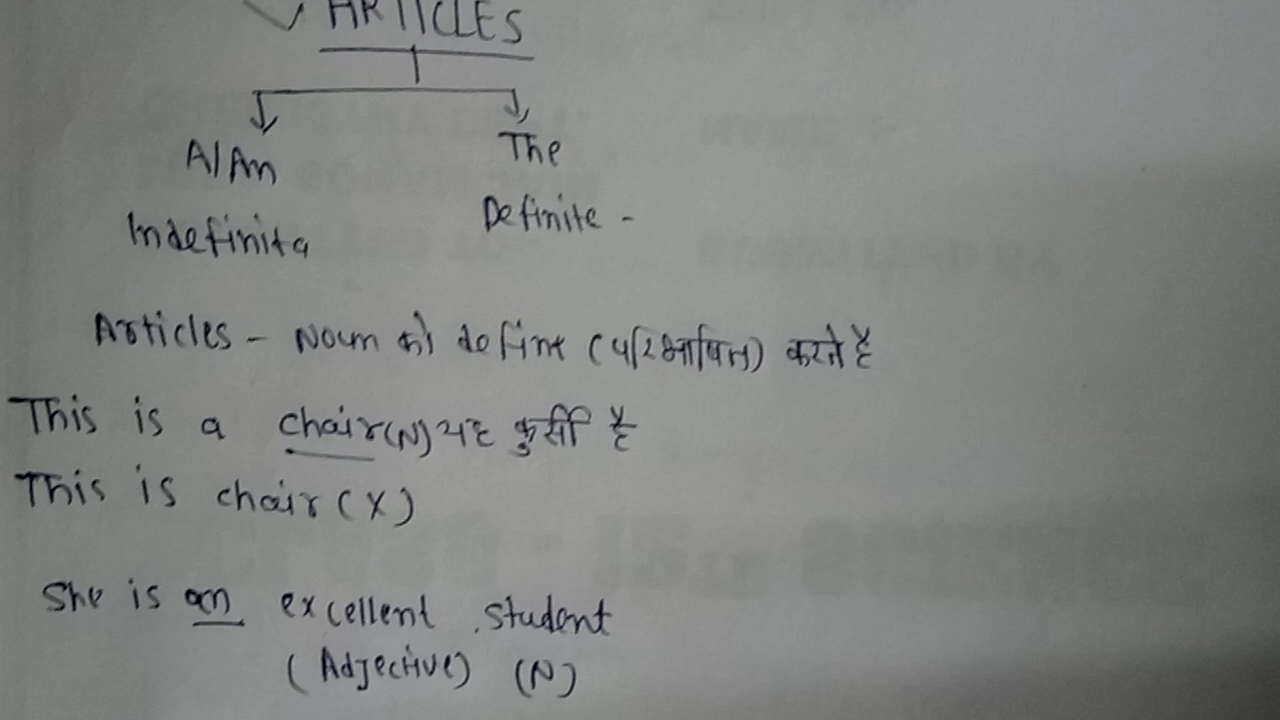 ARTICLES
A/An The
Indefinita Definite -
Articles - Noun को define (परिभाषित) करते है
This is a chair(N) यह कुर्सी है
This is chair (X)
She is an excellent student
(Adjective) (N)